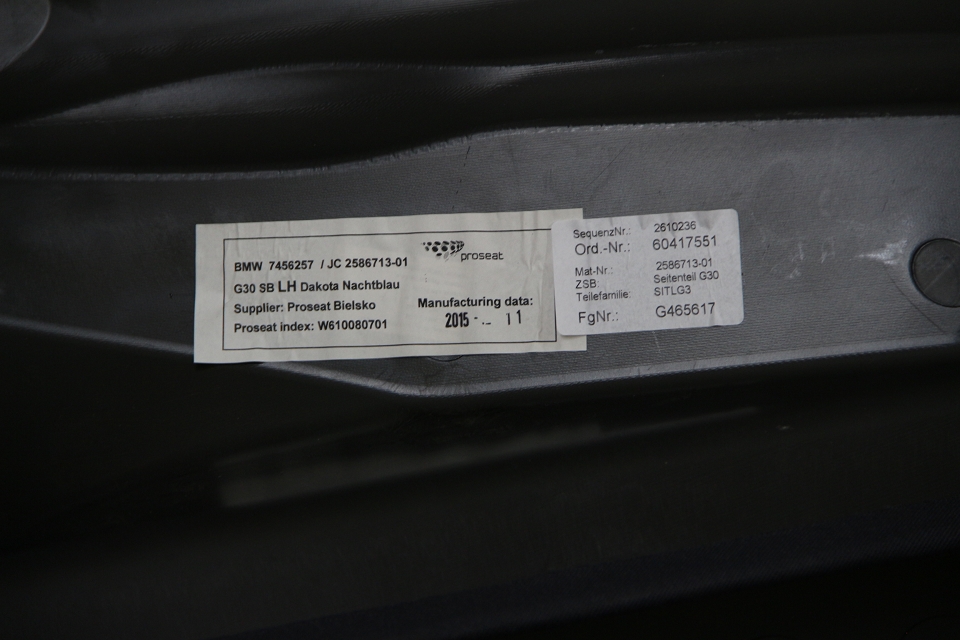 proseat
BMW 7456257 / JC 2586713-01
G30 SB LH Dakota Nachtblau
Supplier: Proseat Bielsko
Manufacturing data:
Proseat index: W610080701
2015 - 11
SequenzNr.: 2610236
Ord.-Nr.: 60417551
Mat-Nr.: 2586713-01
ZSB: Seitenteil G30
Teilefamilie: SITLG3
FgNr.: G465617